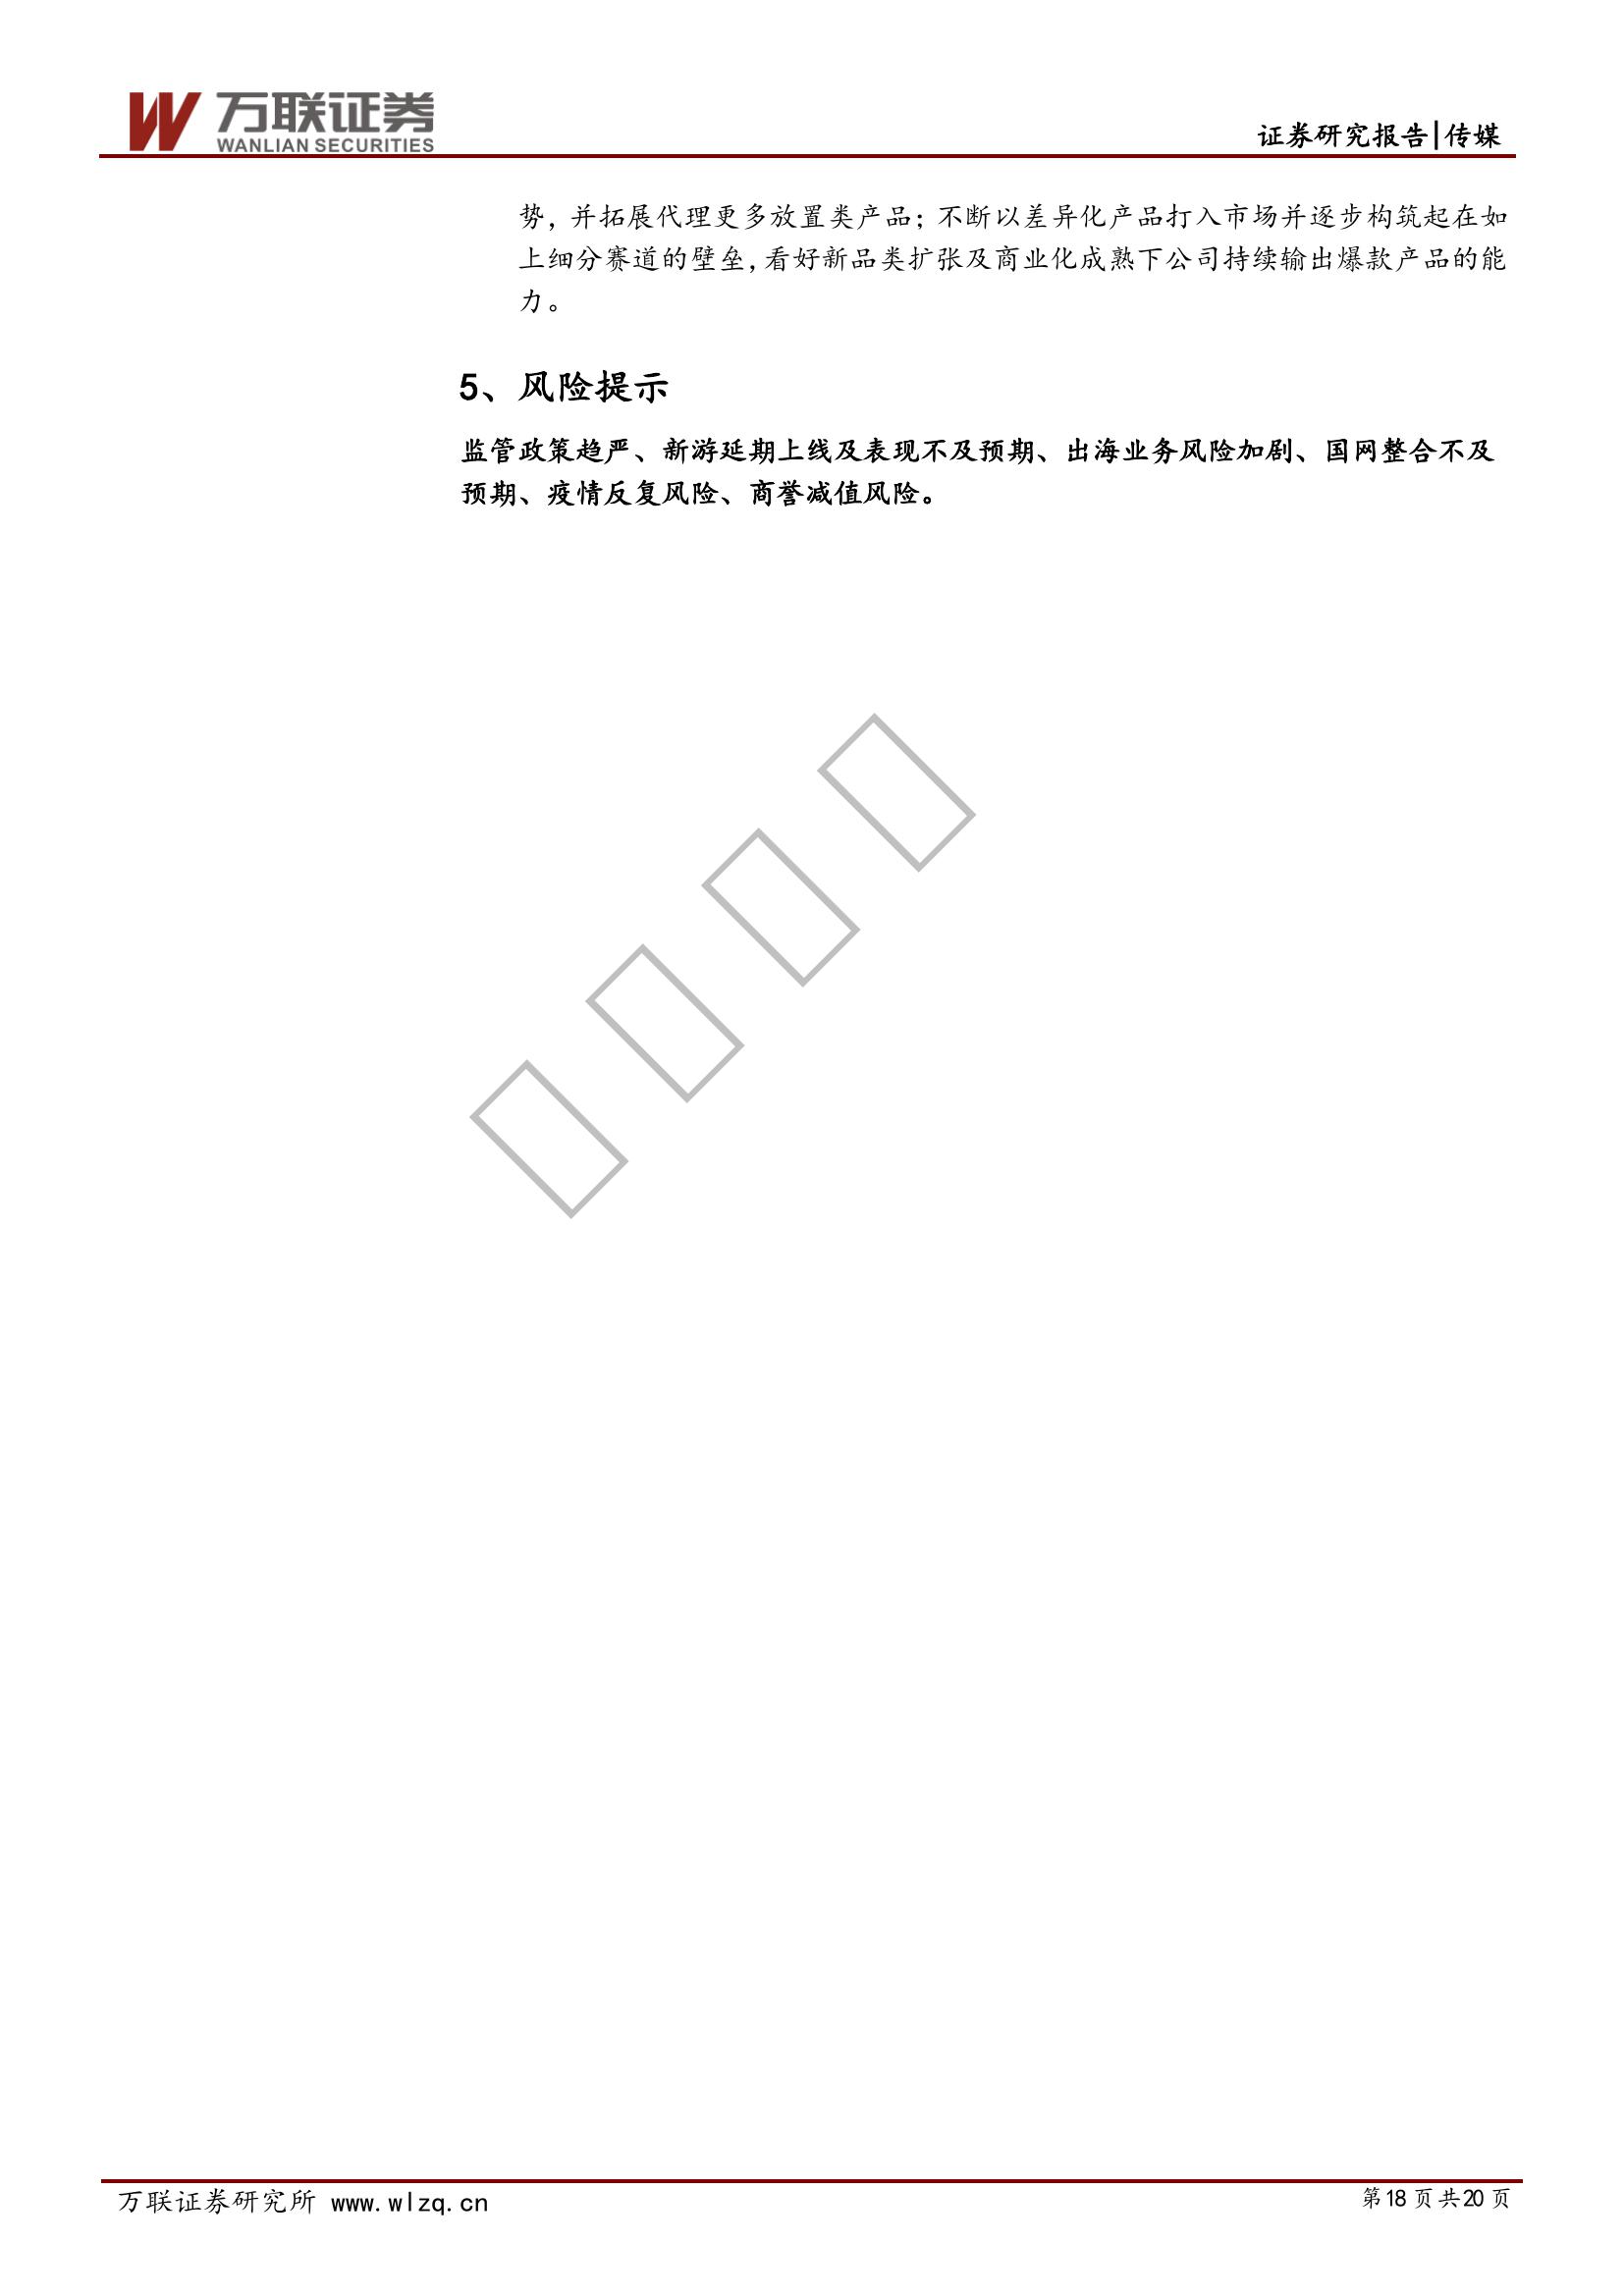 万联证券
WANLIAN SECURITIES
证券研究报告|传媒
势，并拓展代理更多放置类产品；不断以差异化产品打入市场并逐步构筑起在如
上细分赛道的壁垒，看好新品类扩张及商业化成熟下公司持续输出爆款产品的能
力。
5、风险提示
监管政策趋严、新游延期上线及表现不及预期、出海业务风险加剧、国网整合不及
预期、疫情反复风险、商誉减值风险。
万联证券研究所 www.wlzq.cn
第18页共20页